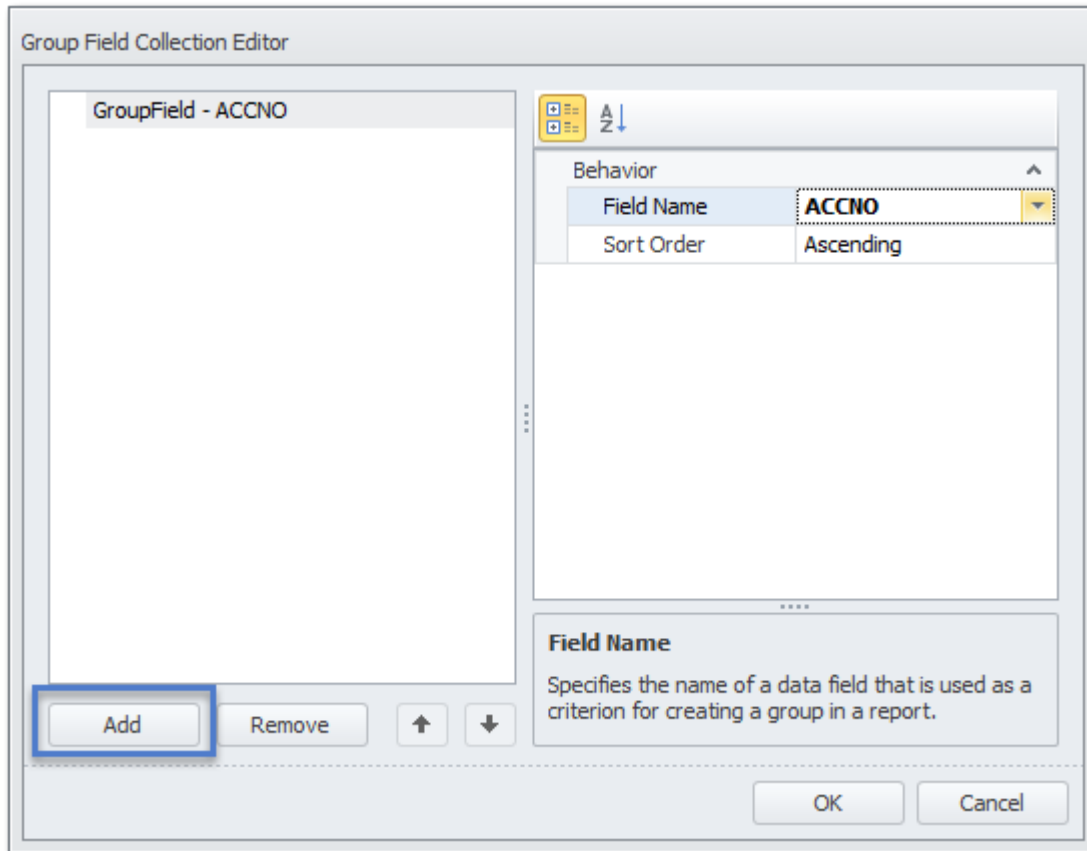 Group Field Collection Editor
GroupField - ACCNO
A
Z
Behavior
Field Name ACCNO
Sort Order Ascending
Field Name
Specifies the name of a data field that is used as a
criterion for creating a group in a report.
Add Remove
OK Cancel